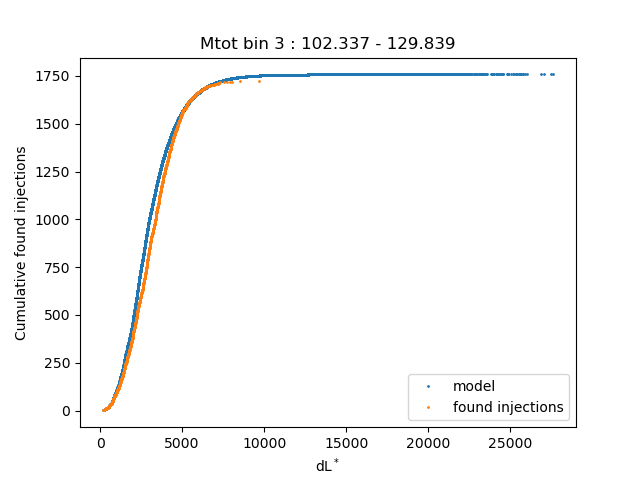 Mtot bin 3 : 102.337 - 129.839
Cumulative found injections
1750
1500
1250
1000
750
500
250
0
0 5000 10000 15000 20000 25000
dL*
model
found injections